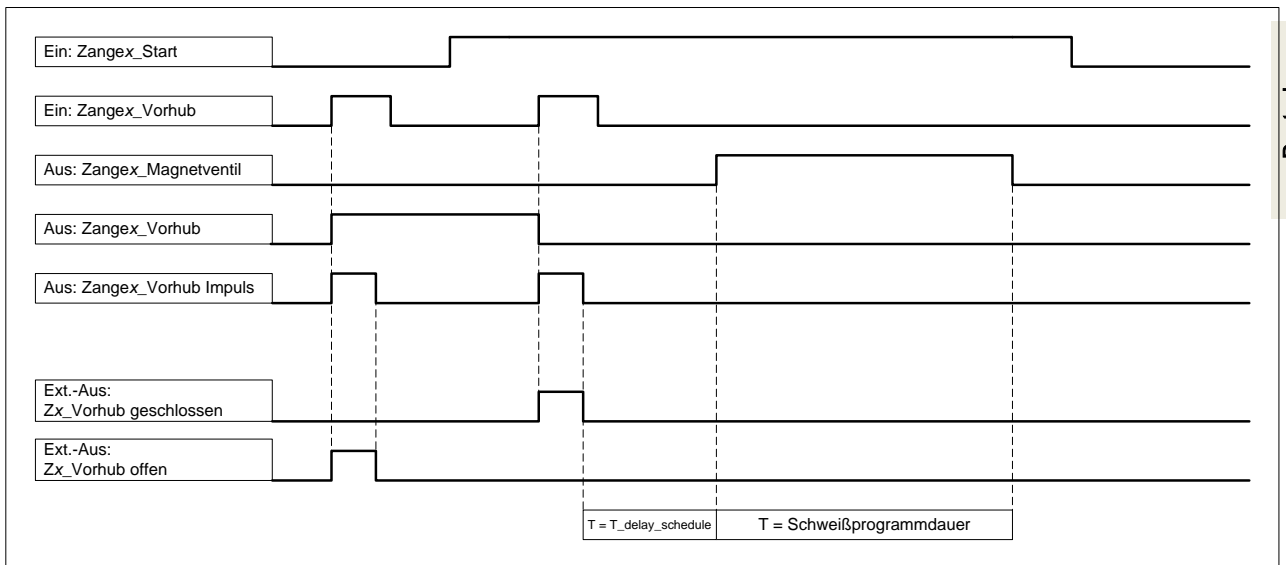 Ein: Zangex_Start
Ein: Zangex_Vorhub
Aus: Zangex_Magnetventil
Aus: Zangex_Vorhub
Aus: Zangex_Vorhub Impuls
Ext.-Aus:
Zx_Vorhub geschlossen
Ext.-Aus:
Zx_Vorhub offen
T = T_delay_schedule
T = Schweißprogrammdauer